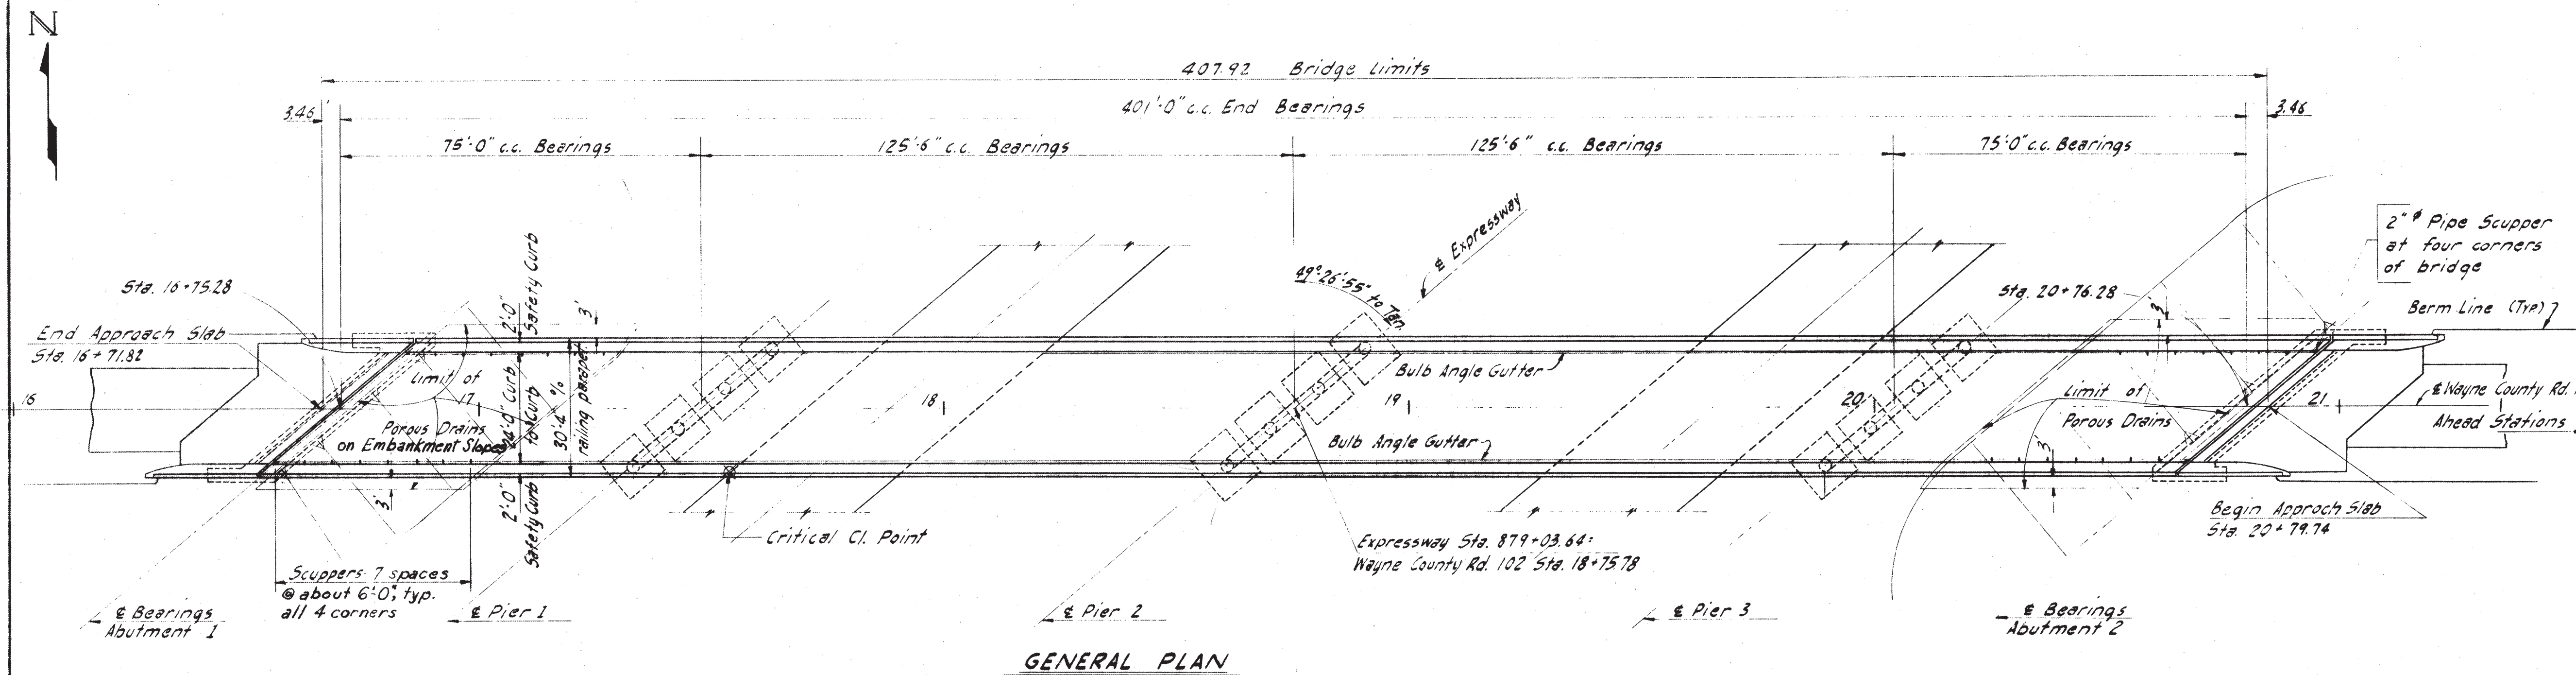 N
407.92 Bridge Limits
3.46'
401'-0" c.c. End Bearings
3.46
75'-0" c.c. Bearings
125'-6" c.c. Bearings
125'-6" c.c. Bearings
75'-0" c.c. Bearings
℄ Expressway
49°-26'-55" to Tan.
2" ϕ Pipe Scupper
at four corners
of bridge
Sta. 16+75.28
Sta. 20+76.28
Berm Line (Typ.)
2'-0"
Safety Curb
3'
3'
End Approach Slab
Sta. 16+71.82
Limit of
Porous Drains
on Embankment Slopes
24'-0" Curb
to Curb
30'-4" %
railing parapet
Bulb Angle Gutter
Bulb Angle Gutter
Limit of
Porous Drains
16
17
18
19
20
21
℄ Wayne County Rd.
Ahead Stations
3'
2'-0"
Safety Curb
3'
Critical Cl. Point
Expressway Sta. 879+03.64=
Wayne County Rd. 102 Sta. 18+75.78
Begin Approach Slab
Sta. 20+79.74
Scuppers-7 spaces
@ about 6'-0", typ.
all 4 corners
℄ Bearings
Abutment 1
℄ Pier 1
℄ Pier 2
℄ Pier 3
℄ Bearings
Abutment 2
GENERAL PLAN